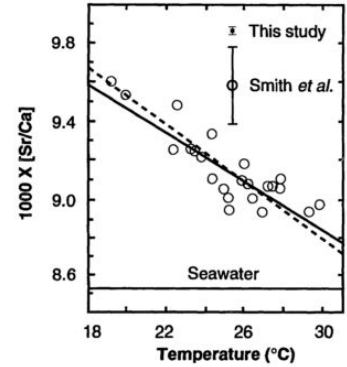 9.8
This study
Smith et al.
9.4
1000 X [Sr/Ca]
9.0
8.6
Seawater
18 22 26 30
Temperature (°C)